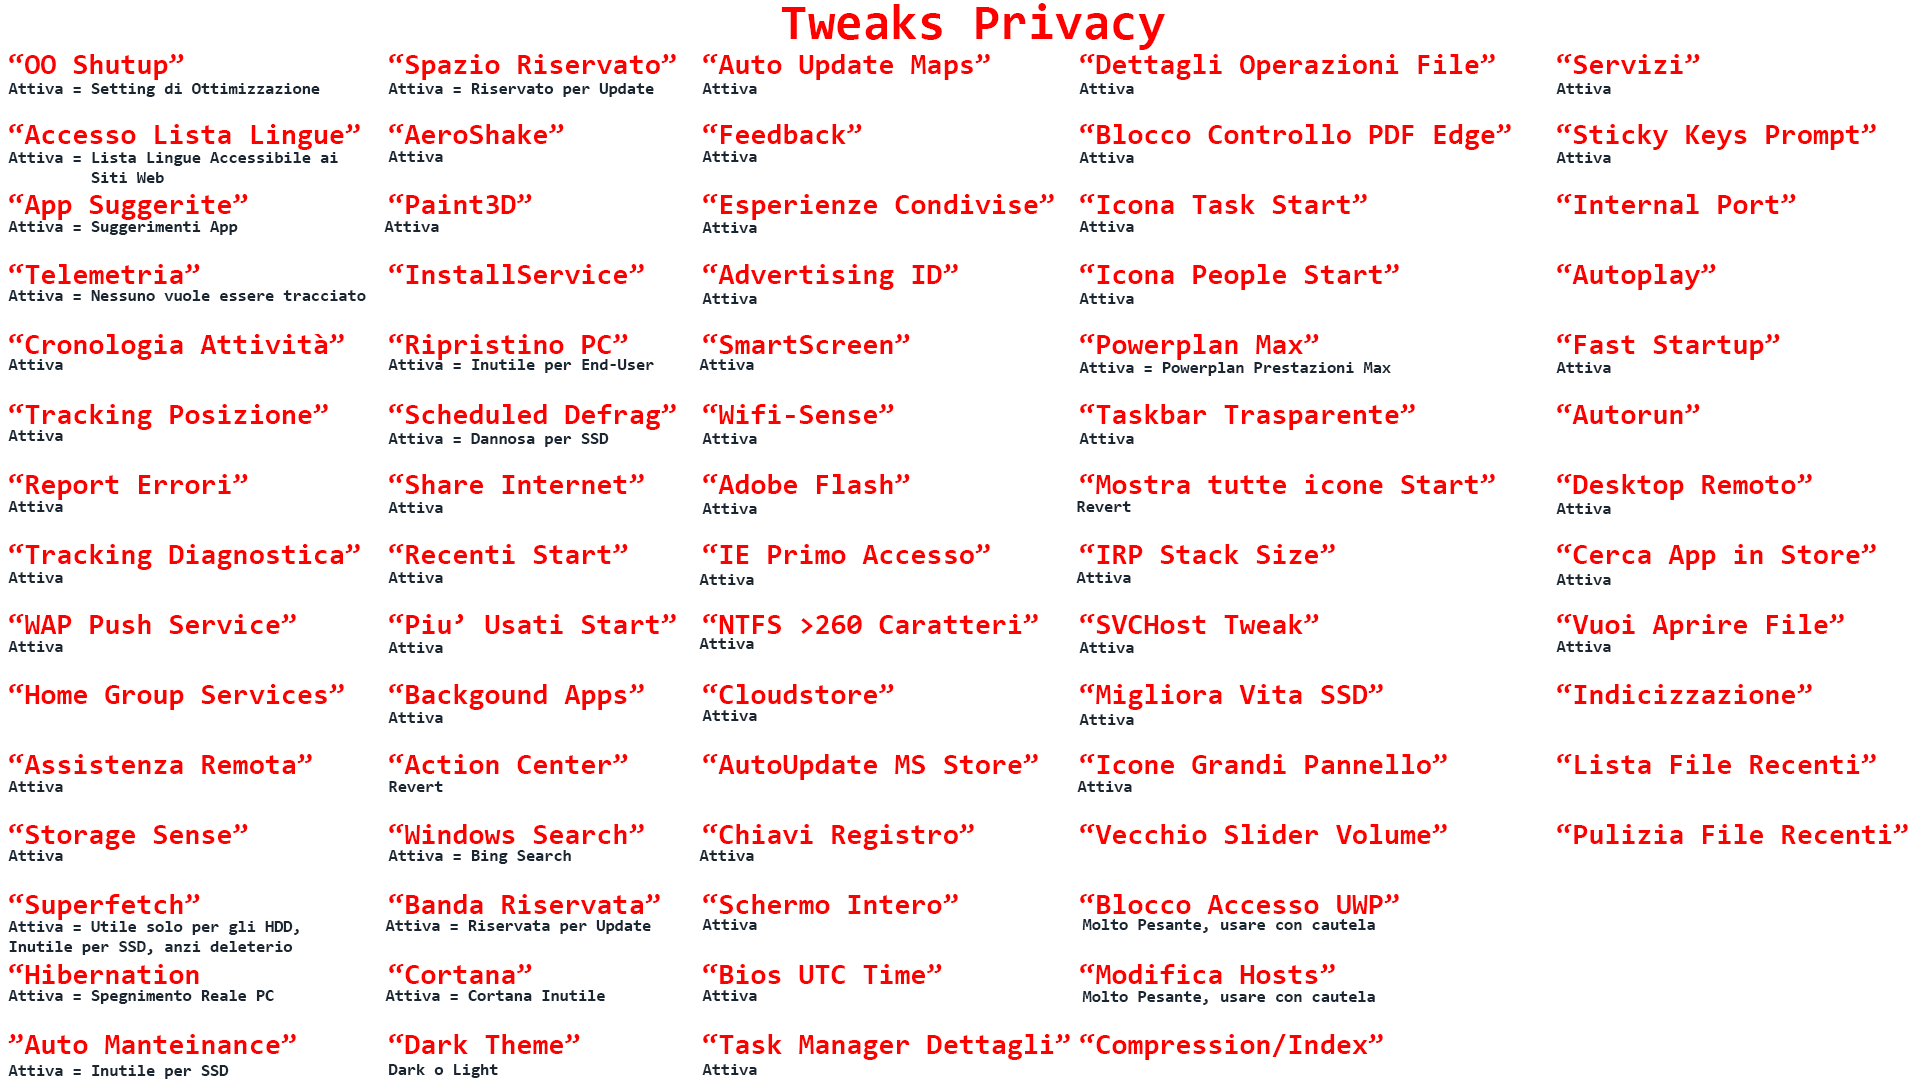 Tweaks Privacy
“OO Shutup”
Attiva = Setting di Ottimizzazione
“Accesso Lista Lingue”
Attiva = Lista Lingue Accessibile ai
Siti Web
“App Suggerite”
Attiva = Suggerimenti App
“Telemetria”
Attiva = Nessuno vuole essere tracciato
“Cronologia Attività”
Attiva
“Tracking Posizione”
Attiva
“Report Errori”
Attiva
“Tracking Diagnostica”
Attiva
“WAP Push Service”
Attiva
“Home Group Services”
“Assistenza Remota”
Attiva
“Storage Sense”
Attiva
“Superfetch”
Attiva = Utile solo per gli HDD,
Inutile per SSD, anzi deleterio
“Hibernation
Attiva = Spegnimento Reale PC
”Auto Manteinance”
Attiva = Inutile per SSD
“Spazio Riservato”
Attiva = Riservato per Update
“AeroShake”
Attiva
“Paint3D”
Attiva
“InstallService”
“Ripristino PC”
Attiva = Inutile per End-User
“Scheduled Defrag”
Attiva = Dannosa per SSD
“Share Internet”
Attiva
“Recenti Start”
Attiva
“Piu’ Usati Start”
Attiva
“Backgound Apps”
Attiva
“Action Center”
Revert
“Windows Search”
Attiva = Bing Search
“Banda Riservata”
Attiva = Riservata per Update
“Cortana”
Attiva = Cortana Inutile
“Dark Theme”
Dark o Light
“Auto Update Maps”
Attiva
“Feedback”
Attiva
“Esperienze Condivise”
Attiva
“Advertising ID”
Attiva
“SmartScreen”
Attiva
“Wifi-Sense”
Attiva
“Adobe Flash”
Attiva
“IE Primo Accesso”
Attiva
“NTFS >260 Caratteri”
Attiva
“Cloudstore”
Attiva
“AutoUpdate MS Store”
“Chiavi Registro”
Attiva
“Schermo Intero”
Attiva
“Bios UTC Time”
Attiva
“Task Manager Dettagli”
Attiva
“Dettagli Operazioni File”
Attiva
“Blocco Controllo PDF Edge”
Attiva
“Icona Task Start”
Attiva
“Icona People Start”
Attiva
“Powerplan Max”
Attiva = Powerplan Prestazioni Max
“Taskbar Trasparente”
Attiva
“Mostra tutte icone Start”
Revert
“IRP Stack Size”
Attiva
“SVCHost Tweak”
Attiva
“Migliora Vita SSD”
Attiva
“Icone Grandi Pannello”
Attiva
“Vecchio Slider Volume”
“Blocco Accesso UWP”
Molto Pesante, usare con cautela
“Modifica Hosts”
Molto Pesante, usare con cautela
“Compression/Index”
“Servizi”
Attiva
“Sticky Keys Prompt”
Attiva
“Internal Port”
“Autoplay”
“Fast Startup”
Attiva
“Autorun”
“Desktop Remoto”
Attiva
“Cerca App in Store”
Attiva
“Vuoi Aprire File”
Attiva
“Indicizzazione”
“Lista File Recenti”
“Pulizia File Recenti”